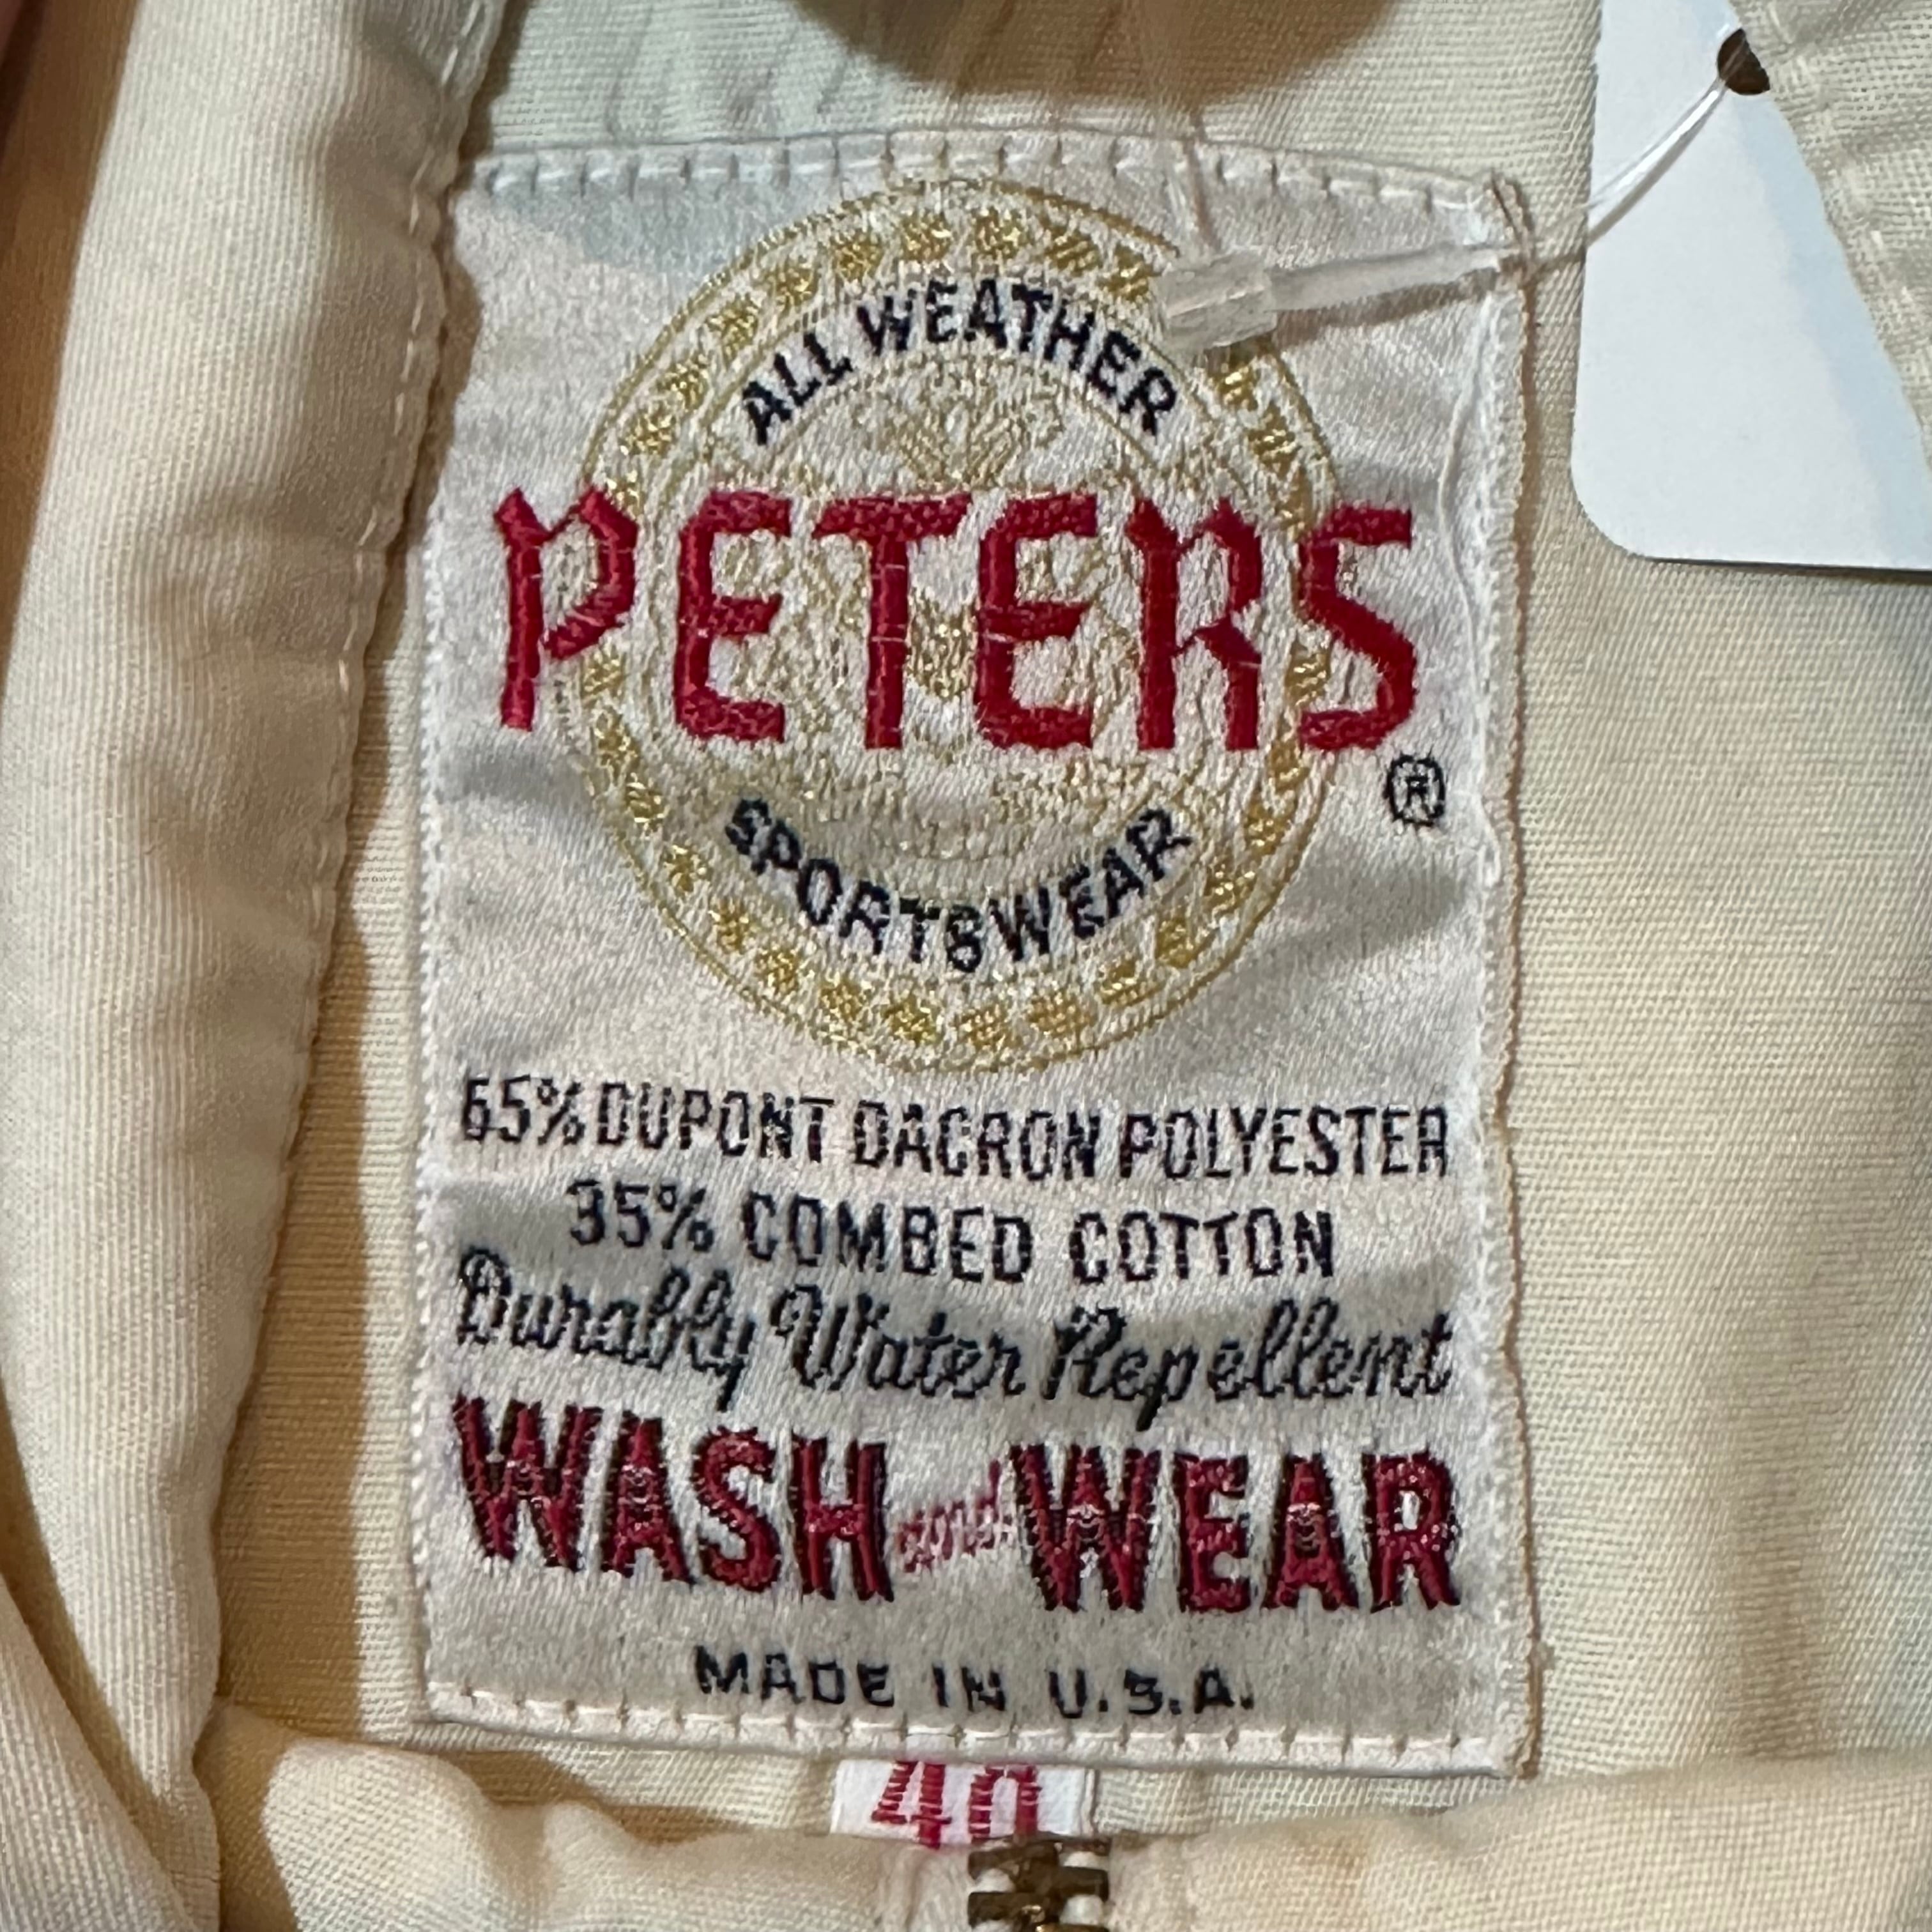 ALL WEATHER
PETERS
®
SPORTSWEAR
65% DUPONT DACRON POLYESTER
35% COMBED COTTON
Durably Water Repellent
WASH and WEAR
MADE IN U.S.A.
40